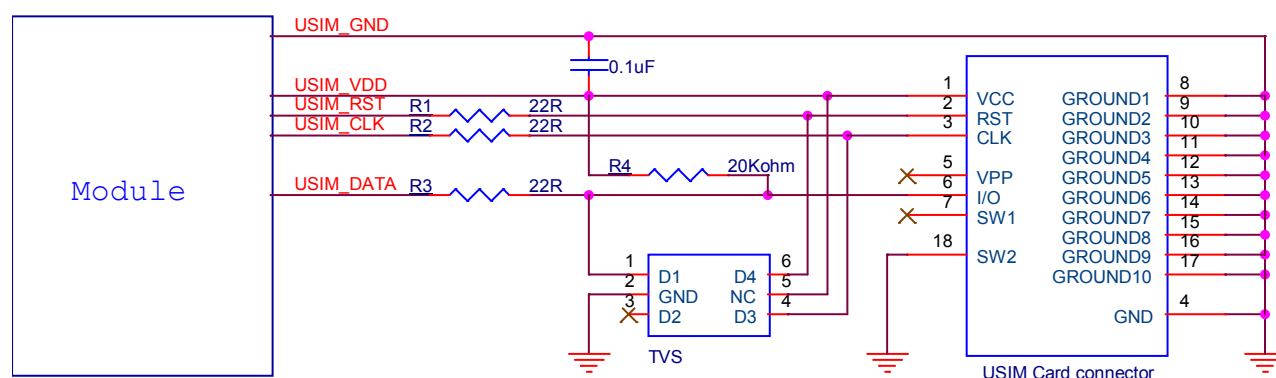 USIM_GND
0.1uF
USIM_VDD
USIM_RST R1 22R
USIM_CLK R2 22R
R4 20Kohm
USIM_DATA R3 22R
Module
1 VCC GROUND1 8
2 RST GROUND2 9
3 CLK GROUND3 10
GROUND4 11
5 VPP GROUND5 12
6 I/O GROUND6 13
7 SW1 GROUND7 14
GROUND8 15
18 SW2 GROUND9 16
GROUND10 17
GND 4
USIM Card connector
1 D1 D4 6
2 GND NC 5
3 D2 D3 4
TVS